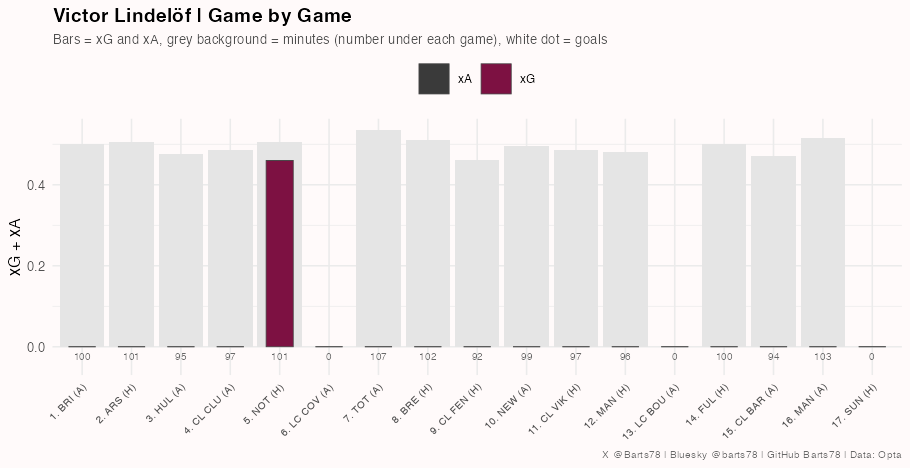 Victor Lindelöf | Game by Game
Bars = xG and xA, grey background = minutes (number under each game), white dot = goals
xA xG
xG + xA
0.4
0.2
0.0
100 101 95 97 101 0 107 102 92 99 97 96 0 100 94 103 0
1. BRI (A)
2. ARS (H)
3. HUL (A)
4. CL CLU (A)
5. NOT (H)
6. LC COV (A)
7. TOT (A)
8. BRE (H)
9. CL FEN (H)
10. NEW (A)
11. CL VIK (H)
12. MAN (H)
13. LC BOU (A)
14. FUL (H)
15. CL BAR (A)
16. MAN (A)
17. SUN (H)
X @Barts78 | Bluesky @barts78 | GitHub Barts78 | Data: Opta